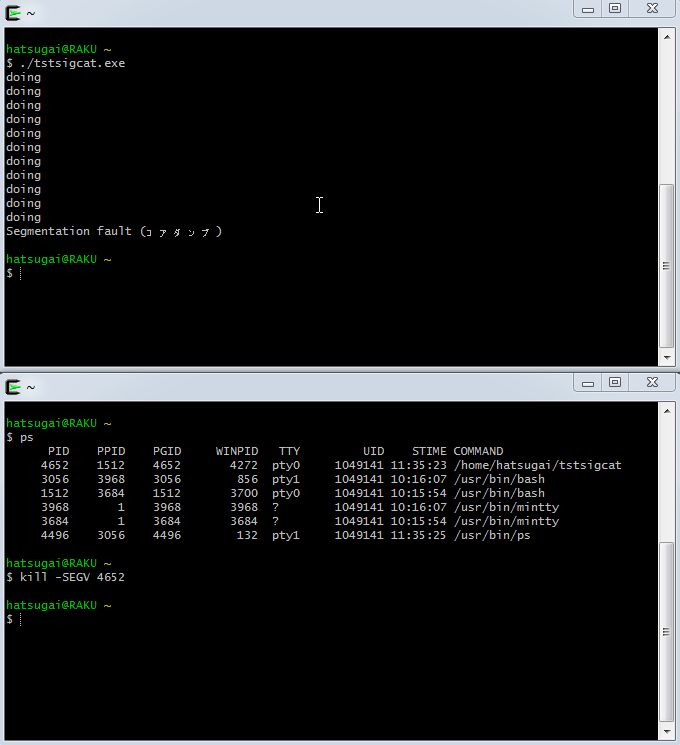 ~
hatsugai@RAKU ~
$ ./tstsigcat.exe
doing
doing
doing
doing
doing
doing
doing
doing
doing
doing
doing
Segmentation fault (コアダンプ)
hatsugai@RAKU ~
$
~
hatsugai@RAKU ~
$ ps
PID PPID PGID WINPID TTY UID STIME COMMAND
4652 1512 4652 4272 pty0 1049141 11:35:23 /home/hatsugai/tstsigcat
3056 3968 3056 856 pty1 1049141 10:16:07 /usr/bin/bash
1512 3684 1512 3700 pty0 1049141 10:15:54 /usr/bin/bash
3968 1 3968 3968 ? 1049141 10:16:07 /usr/bin/mintty
3684 1 3684 3684 ? 1049141 10:15:54 /usr/bin/mintty
4496 3056 4496 132 pty1 1049141 11:35:25 /usr/bin/ps
hatsugai@RAKU ~
$ kill -SEGV 4652
hatsugai@RAKU ~
$